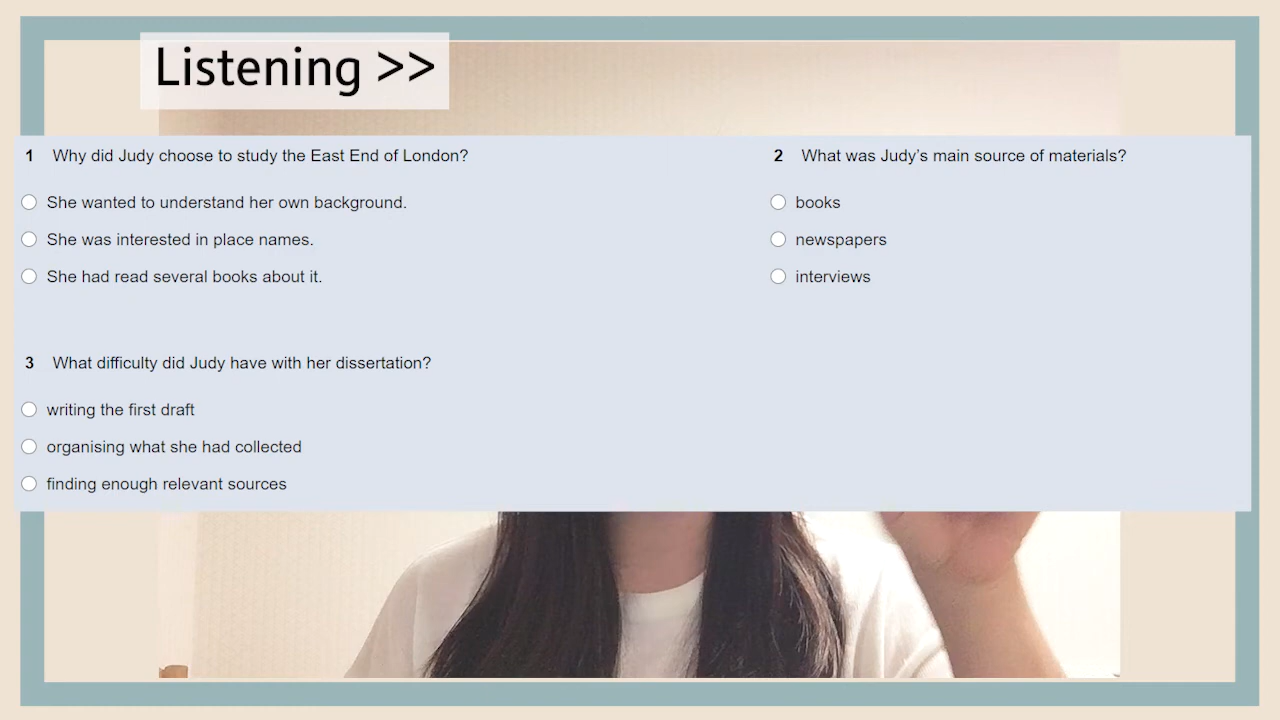 Listening >>
1 Why did Judy choose to study the East End of London?
She wanted to understand her own background.
She was interested in place names.
She had read several books about it.
2 What was Judy's main source of materials?
books
newspapers
interviews
3 What difficulty did Judy have with her dissertation?
writing the first draft
organising what she had collected
finding enough relevant sources